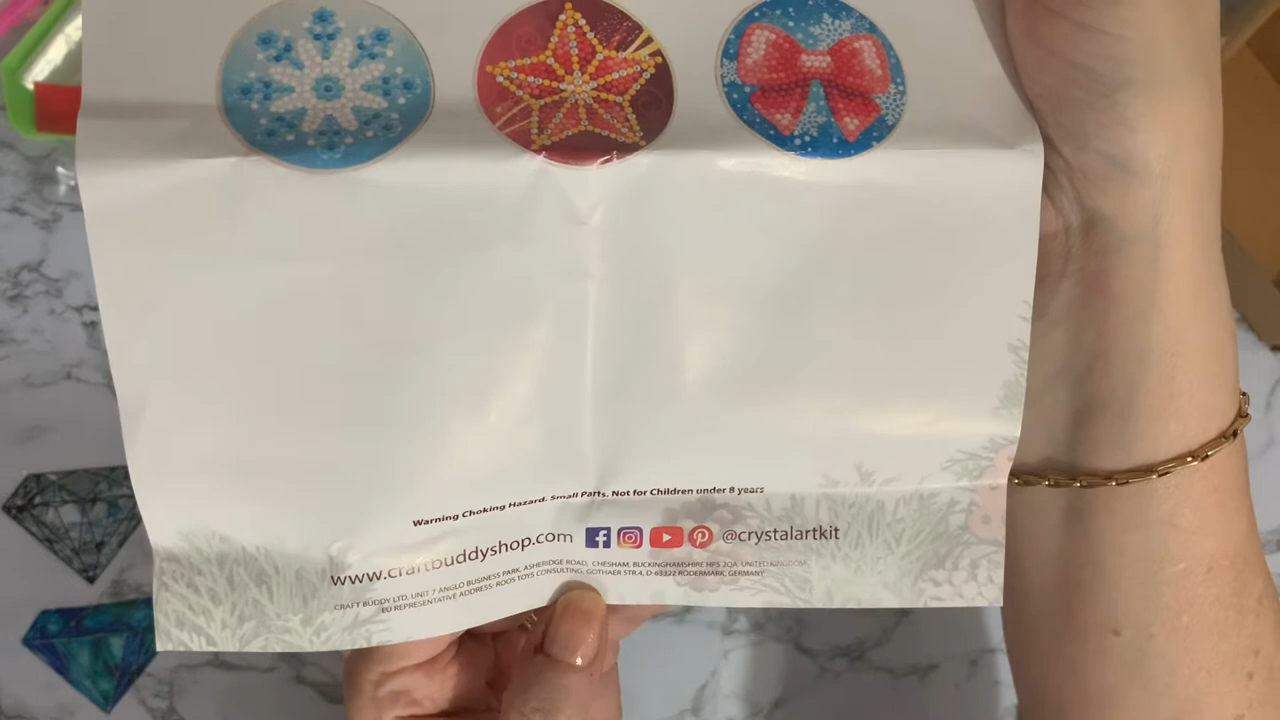 Warning Choking Hazard. Small Parts. Not for Children under 8 years
www.craftbuddyshop.com @crystalartkit
CRAFT BUDDY LTD, UNIT 7 ANGLO BUSINESS PARK, ASHERIDGE ROAD, CHESHAM, BUCKINGHAMSHIRE HP5 2QA, UNITED KINGDOM
EU REPRESENTATIVE ADDRESS: ROOS TOYS CONSULTING, GOTHAER STR.4, D-63322 RÖDERMARK, GERMANY